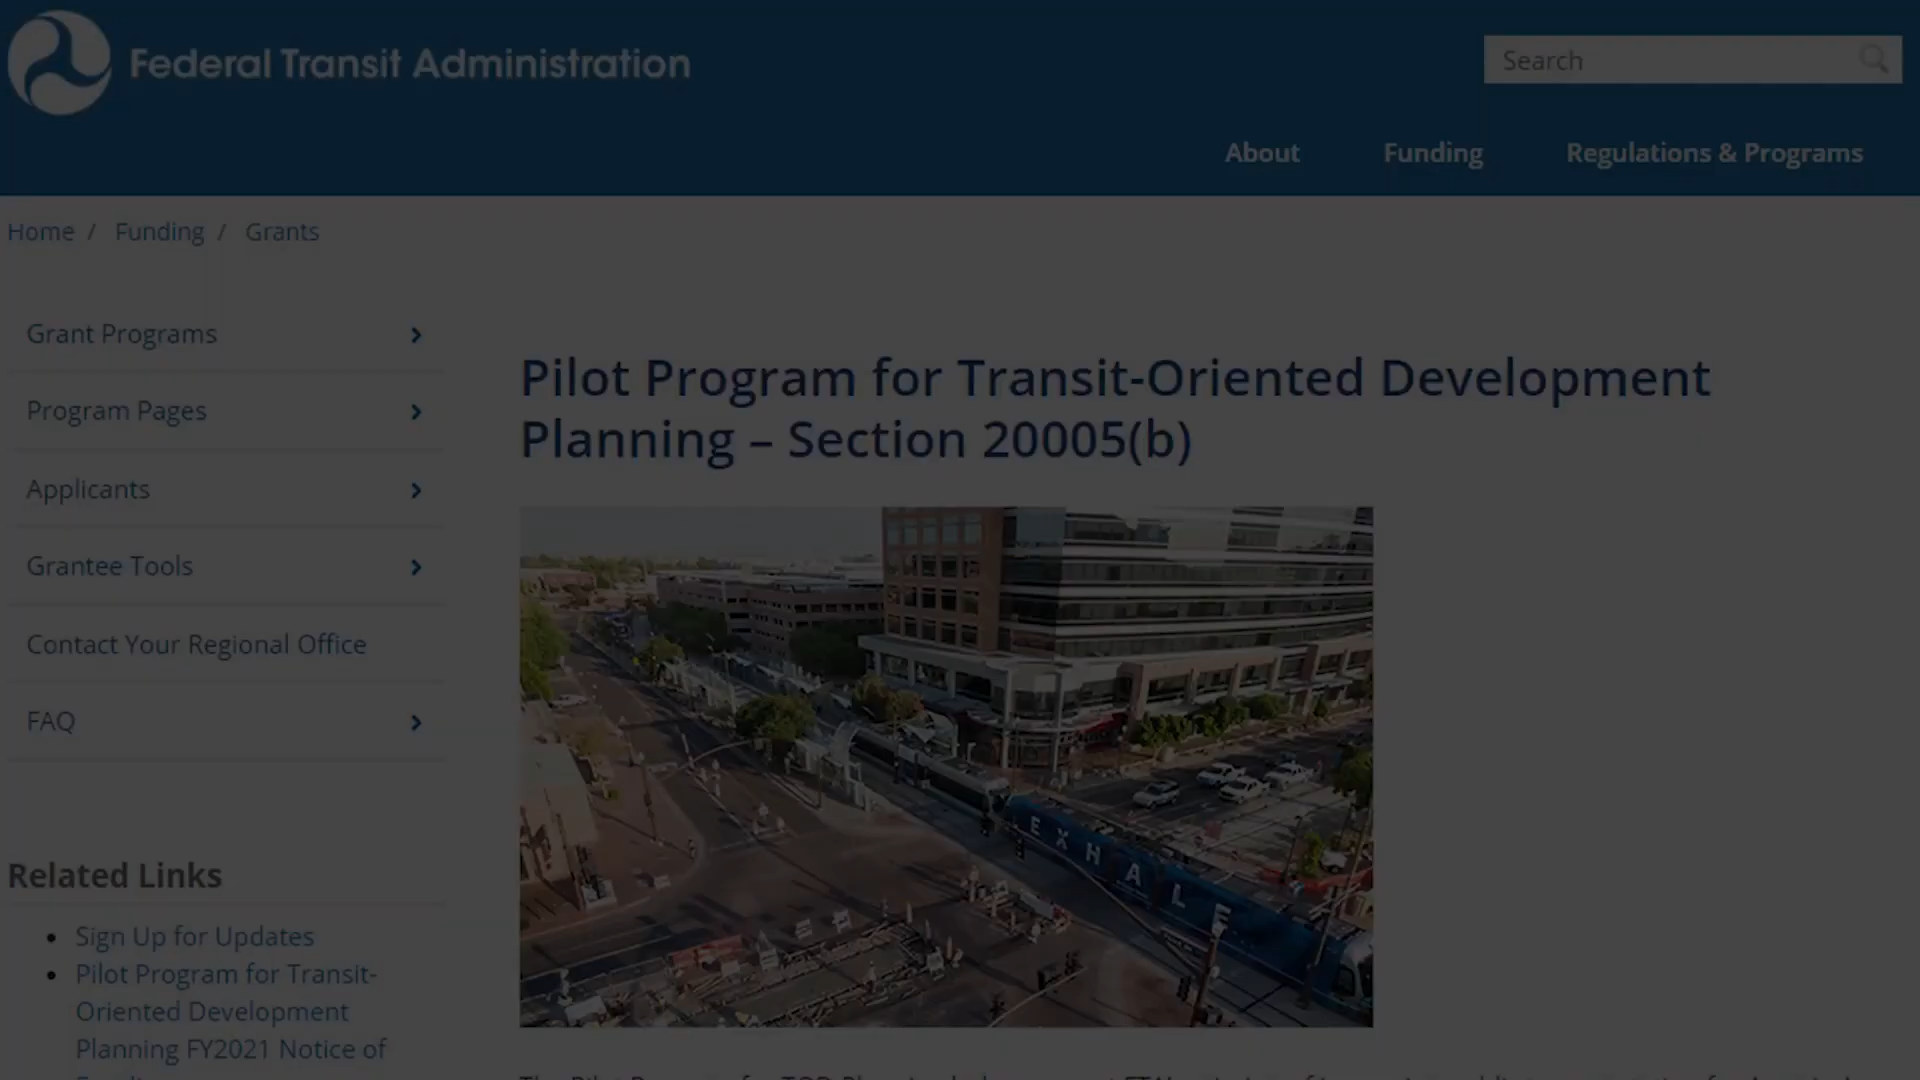 Federal Transit Administration
Search
About Funding Regulations & Programs
Home / Funding / Grants
Grant Programs
Program Pages
Applicants
Grantee Tools
Contact Your Regional Office
FAQ
Related Links
Sign Up for Updates
Pilot Program for Transit-
Oriented Development
Planning FY2021 Notice of
Pilot Program for Transit-Oriented Development
Planning – Section 20005(b)
EXHALE